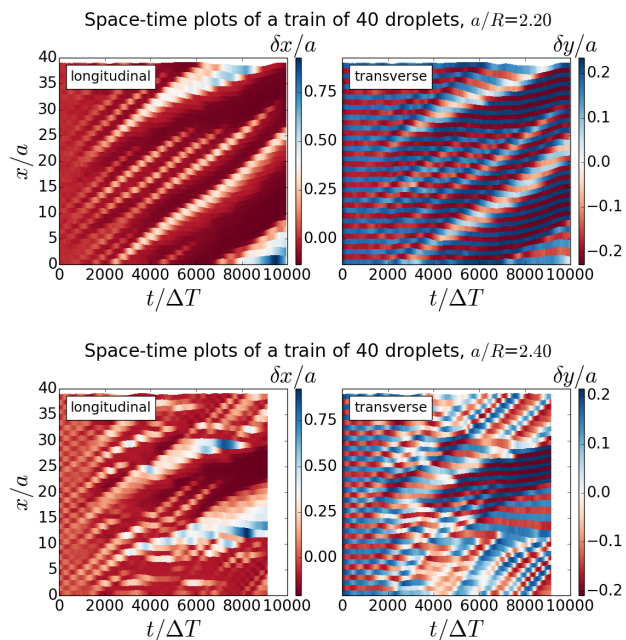 Space-time plots of a train of 40 droplets, a/R=2.20
δx/a
δy/a
40
35
30
25
20
15
10
5
0
x/a
longitudinal
0.75
0.50
0.25
0.00
transverse
0.2
0.1
0.0
−0.1
−0.2
0 2000 4000 6000 8000 10000
0 2000 4000 6000 8000 10000
t/ΔT
t/ΔT
Space-time plots of a train of 40 droplets, a/R=2.40
δx/a
δy/a
40
35
30
25
20
15
10
5
0
x/a
longitudinal
0.75
0.50
0.25
0.00
transverse
0.2
0.1
0.0
−0.1
−0.2
0 2000 4000 6000 8000 10000
0 2000 4000 6000 8000 10000
t/ΔT
t/ΔT